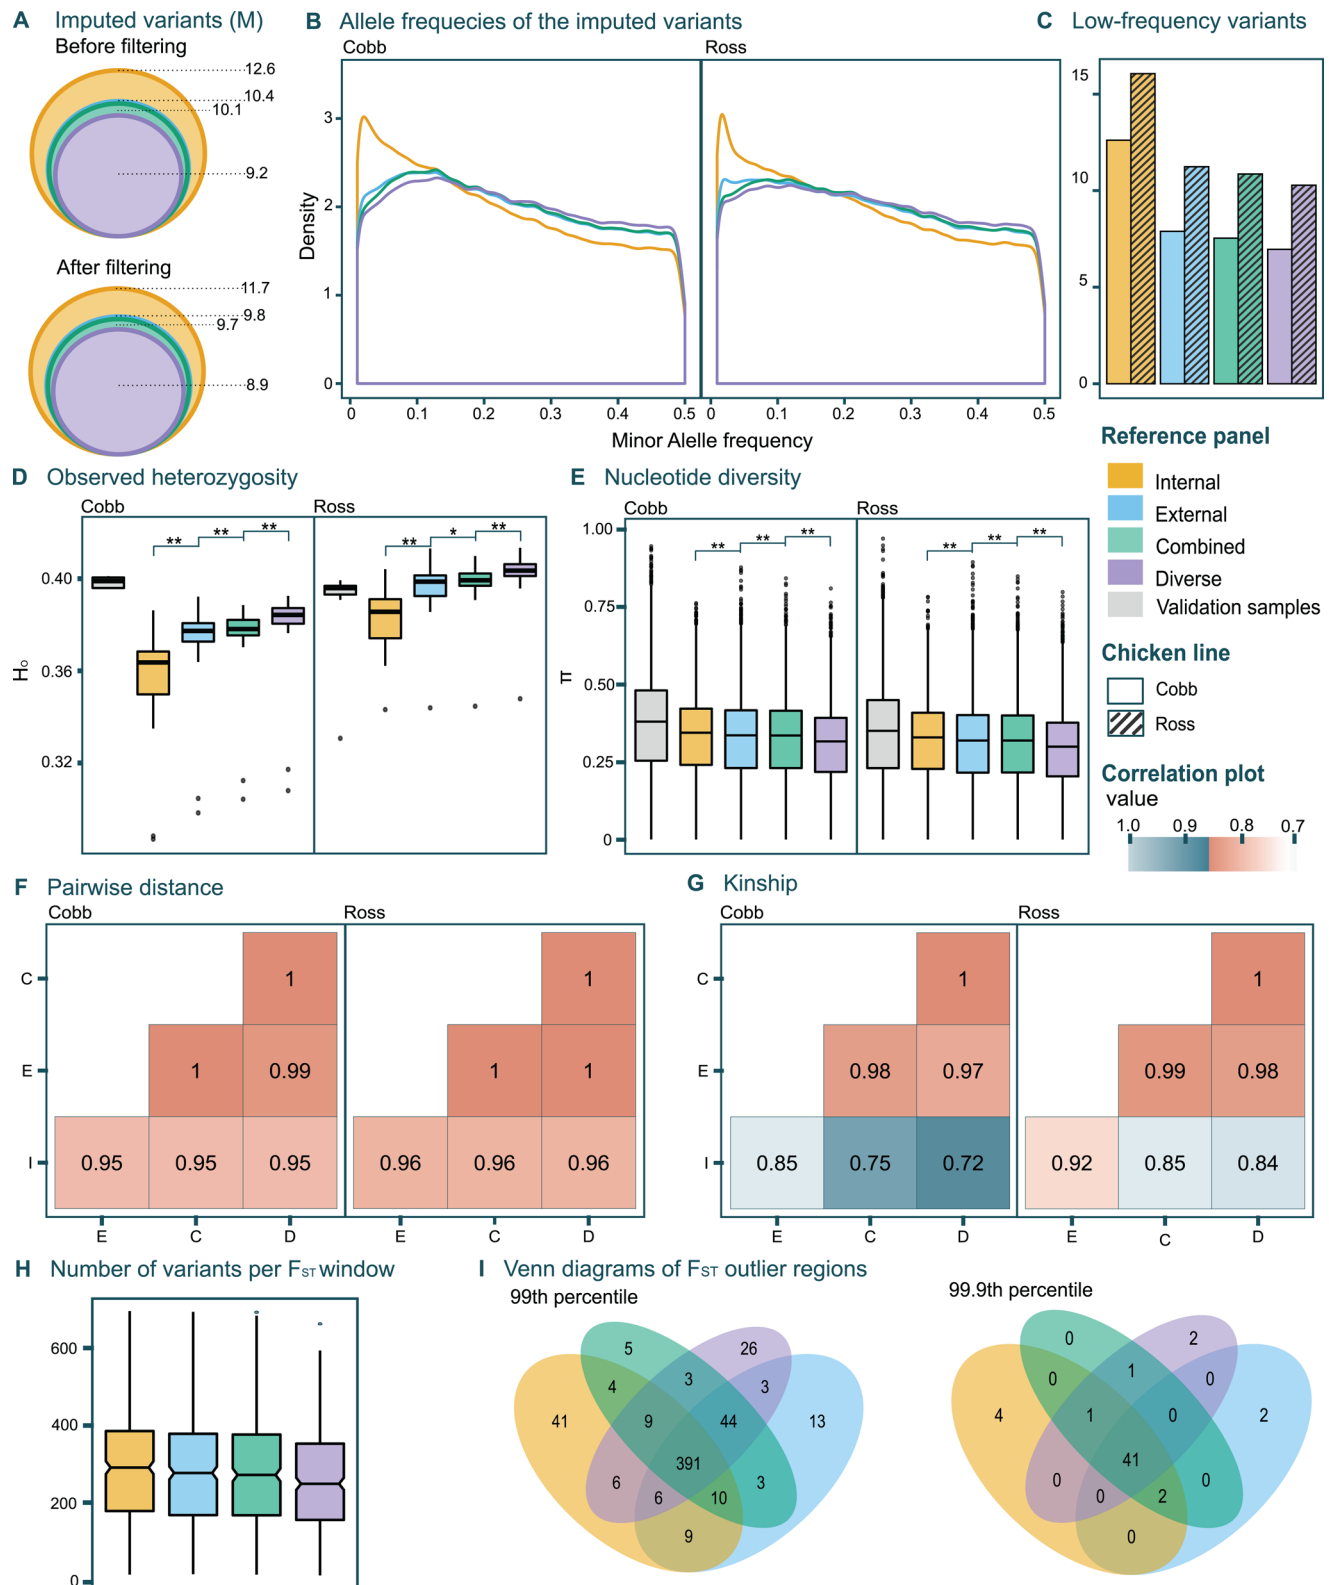 A Imputed variants (M)
Before filtering
12.6
10.4
10.1
9.2
After filtering
11.7
9.8
9.7
8.9
B Allele frequecies of the imputed variants
Cobb Ross
Density
3
2
1
0
0 0.1 0.2 0.3 0.4 0.5 0 0.1 0.2 0.3 0.4 0.5
Minor Alelle frequency
C Low-frequency variants
15
10
5
0
Reference panel
Internal
External
Combined
Diverse
Validation samples
Chicken line
Cobb
Ross
Correlation plot
value
1.0 0.9 0.8 0.7
D Observed heterozygosity
Cobb Ross
** ** ** ** * **
Ho
0.40
0.36
0.32
E Nucleotide diversity
Cobb Ross
** ** ** ** ** **
π
1.00
0.75
0.50
0.25
0
F Pairwise distance
Cobb Ross
C 1 1
E 1 0.99 1 1
I 0.95 0.95 0.95 0.96 0.96 0.96
E C D E C D
G Kinship
Cobb Ross
C 1 1
E 0.98 0.97 0.99 0.98
I 0.85 0.75 0.72 0.92 0.85 0.84
E C D E C D
H Number of variants per FST window
600
400
200
0
I Venn diagrams of FST outlier regions
99th percentile
5 26
4 3 3
41 9 44 13
391
6 6 10 3
9
99.9th percentile
0 2
0 1 0
4 1 0 2
41
0 0 2 0
0